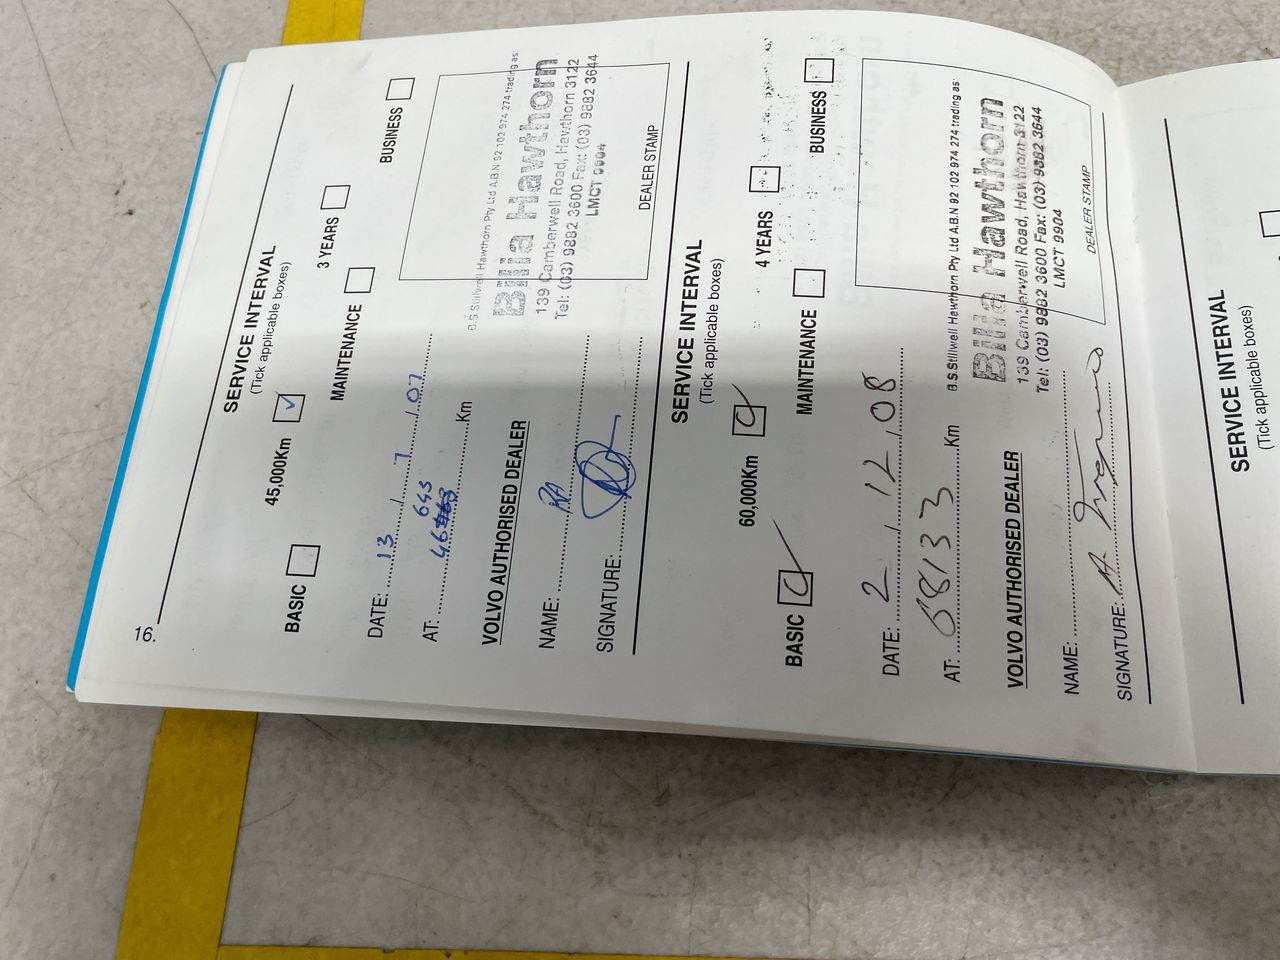 16.
SERVICE INTERVAL
(Tick applicable boxes)
45,000Km 3 YEARS
BASIC MAINTENANCE BUSINESS
DATE: 13 / 7 / 07
AT: 46 643 Km
B.S.Stillwell Hawthorn Pty Ltd A.B.N 92 102 974 274 trading as:
Bilia Hawthorn
139 Camberwell Road, Hawthorn 3122
Tel: (03) 9882 3600 Fax: (03) 9882 3644
LMCT 9904
DEALER STAMP
VOLVO AUTHORISED DEALER
NAME:
SIGNATURE:
SERVICE INTERVAL
(Tick applicable boxes)
60,000Km 4 YEARS
BASIC MAINTENANCE BUSINESS
DATE: 2 . 12 . 08
AT: 68133 Km
B.S.Stillwell Hawthorn Pty Ltd A.B.N 92 102 974 274 trading as:
Bilia Hawthorn
139 Camberwell Road, Hawthorn 3122
Tel: (03) 9882 3600 Fax: (03) 9882 3644
LMCT 9904
DEALER STAMP
VOLVO AUTHORISED DEALER
NAME:
SIGNATURE:
SERVICE INTERVAL
(Tick applicable boxes)